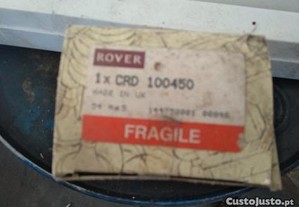 ROVER
1x CRD 100450
MADE IN UK
FRAGILE
CustoJusto.pt